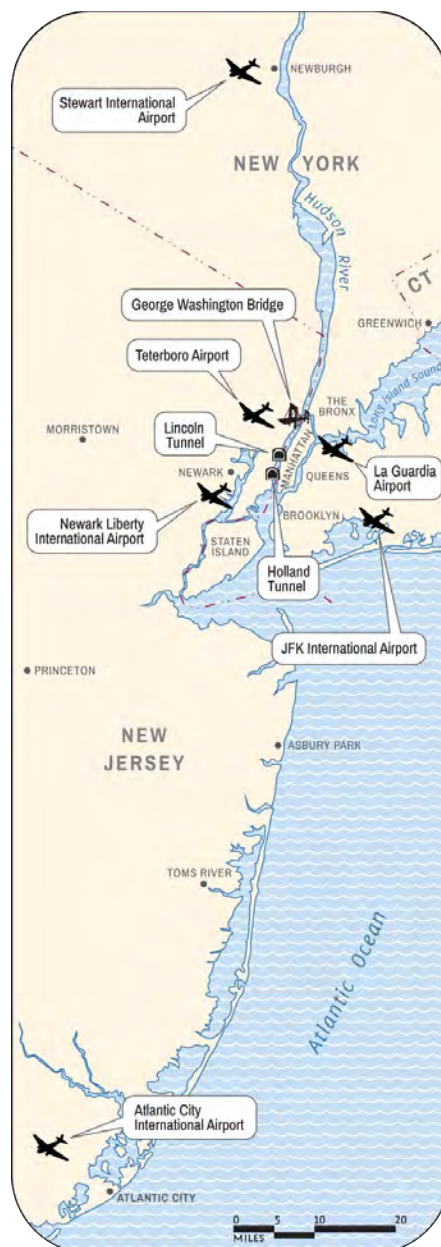 NEWBURGH
Stewart International
Airport
NEW YORK
Hudson
River
CT
George Washington Bridge
GREENWICH
Long Island Sound
Teterboro Airport
THE
BRONX
MORRISTOWN
Lincoln
Tunnel
MANHATTAN
La Guardia
Airport
NEWARK
QUEENS
Newark Liberty
International Airport
BROOKLYN
STATEN
ISLAND
Holland
Tunnel
JFK International Airport
PRINCETON
NEW
JERSEY
ASBURY PARK
TOMS RIVER
Atlantic Ocean
Atlantic City
International Airport
ATLANTIC CITY
0 5 10 20
MILES